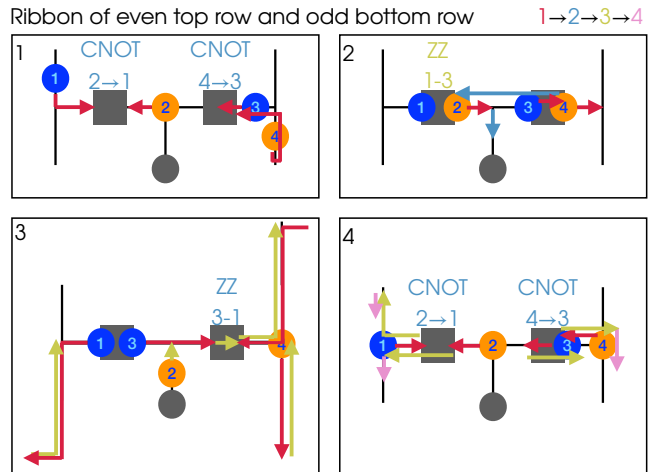 Ribbon of even top row and odd bottom row 1→2→3→4
1
CNOT CNOT
2→1 4→3
1 2 3 4
2
ZZ
1-3
1 2 3 4
3
ZZ
3-1
1 3 4
2
4
CNOT CNOT
2→1 4→3
1 2 3 4